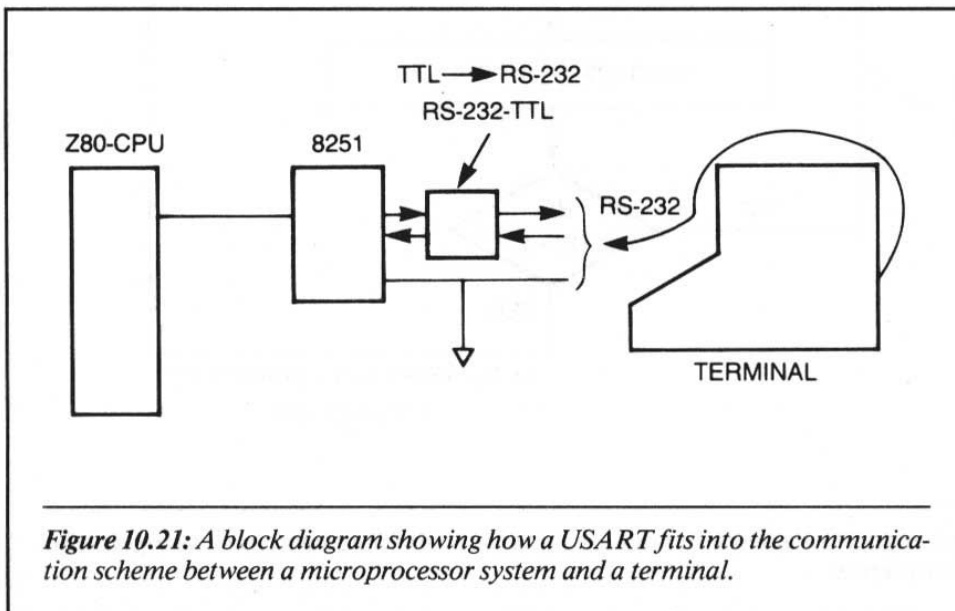 TTL→RS-232
RS-232-TTL
Z80-CPU
8251
RS-232
TERMINAL
Figure 10.21: A block diagram showing how a USART fits into the communica-
tion scheme between a microprocessor system and a terminal.